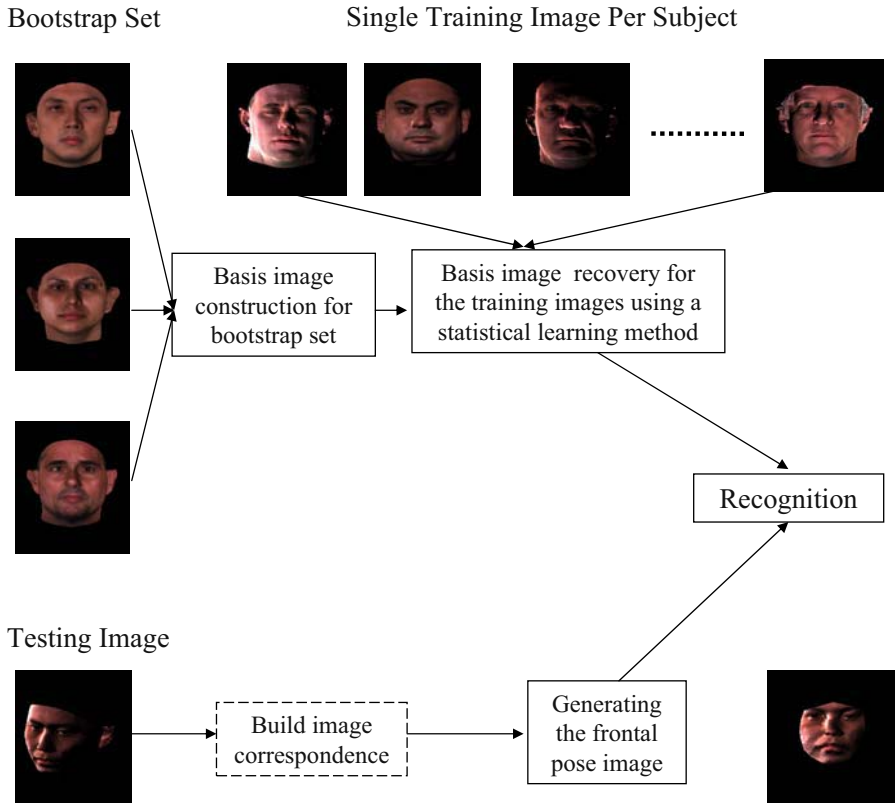 Bootstrap Set
Single Training Image Per Subject
Basis image
construction for
bootstrap set
Basis image recovery for
the training images using a
statistical learning method
Recognition
Testing Image
Build image
correspondence
Generating
the frontal
pose image